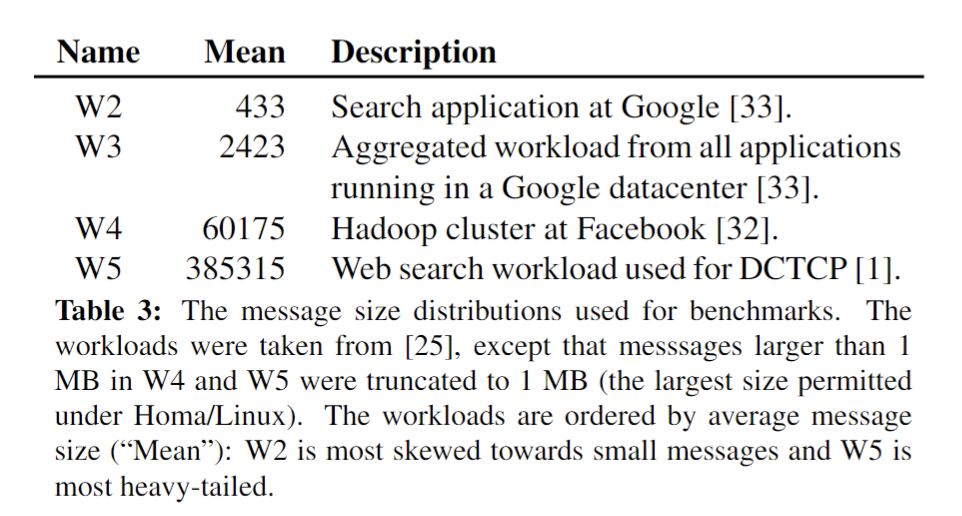 Name Mean Description
W2 433 Search application at Google [33].
W3 2423 Aggregated workload from all applications
running in a Google datacenter [33].
W4 60175 Hadoop cluster at Facebook [32].
W5 385315 Web search workload used for DCTCP [1].
Table 3: The message size distributions used for benchmarks. The
workloads were taken from [25], except that messsages larger than 1
MB in W4 and W5 were truncated to 1 MB (the largest size permitted
under Homa/Linux). The workloads are ordered by average message
size (“Mean”): W2 is most skewed towards small messages and W5 is
most heavy-tailed.